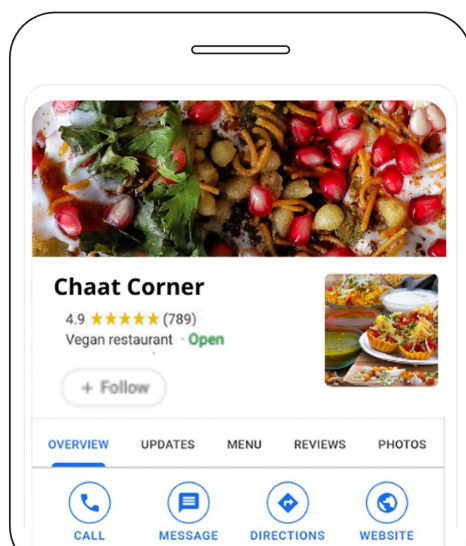 Chaat Corner
4.9 ★★★★★ (789)
Vegan restaurant · Open
+ Follow
OVERVIEW UPDATES MENU REVIEWS PHOTOS
CALL MESSAGE DIRECTIONS WEBSITE